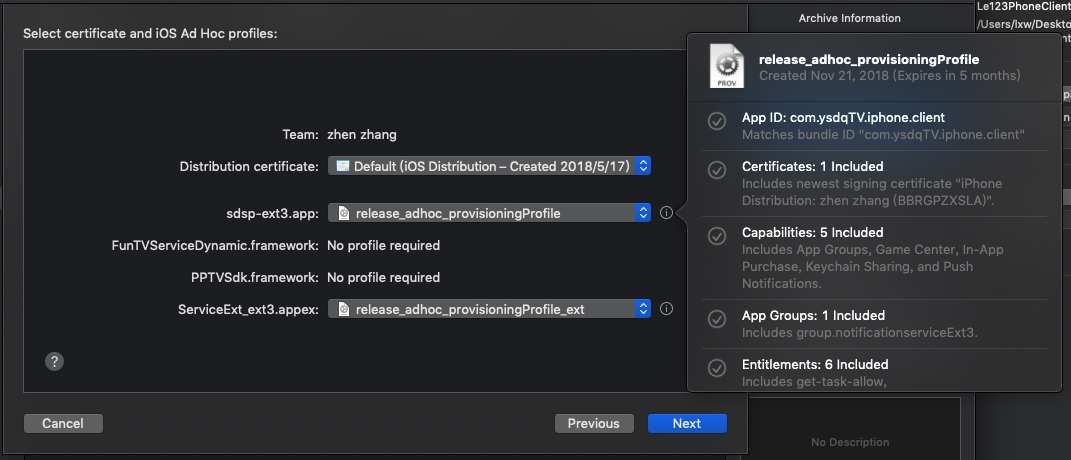 Select certificate and iOS Ad Hoc profiles:
Team: zhen zhang
Distribution certificate: Default (iOS Distribution – Created 2018/5/17)
sdsp-ext3.app: release_adhoc_provisioningProfile
FunTVServiceDynamic.framework: No profile required
PPTVSdk.framework: No profile required
ServiceExt_ext3.appex: release_adhoc_provisioningProfile_ext
?
Cancel
Previous
Next
Archive Information
Le123PhoneClient
/Users/lxw/Deskto
PROV
release_adhoc_provisioningProfile
Created Nov 21, 2018 (Expires in 5 months)
App ID: com.ysdqTV.iphone.client
Matches bundle ID "com.ysdqTV.iphone.client"
Certificates: 1 Included
Includes newest signing certificate "iPhone
Distribution: zhen zhang (BBRGPZXSLA)".
Capabilities: 5 Included
Includes App Groups, Game Center, In-App
Purchase, Keychain Sharing, and Push
Notifications.
App Groups: 1 Included
Includes group.notificationserviceExt3.
Entitlements: 6 Included
Includes get-task-allow,
No Description